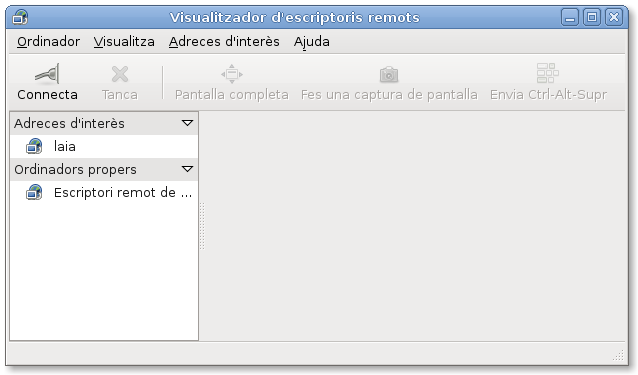 Visualitzador d'escriptoris remots
Ordinador Visualitza Adreces d'interès Ajuda
Connecta Tanca Pantalla completa Fes una captura de pantalla Envia Ctrl-Alt-Supr
Adreces d'interès
laia
Ordinadors propers
Escriptori remot de ...